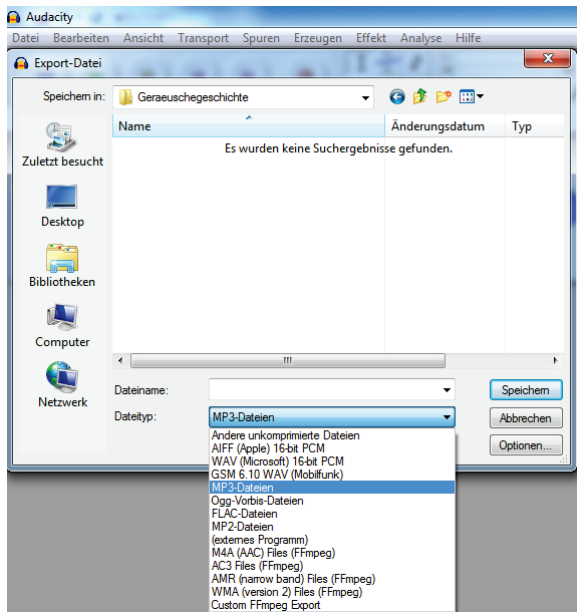 Audacity
Datei Bearbeiten Ansicht Transport Spuren Erzeugen Effekt Analyse Hilfe
Export-Datei
Speichern in: Geraeuschegeschichte
Name Änderungsdatum Typ
Es wurden keine Suchergebnisse gefunden.
Zuletzt besucht
Desktop
Bibliotheken
Computer
Netzwerk
Dateiname: Speichern
Dateityp: MP3-Dateien Abbrechen
Optionen...
Andere unkomprimierte Dateien
AIFF (Apple) 16-bit PCM
WAV (Microsoft) 16-bit PCM
GSM 6.10 WAV (Mobilfunk)
MP3-Dateien
Ogg-Vorbis-Dateien
FLAC-Dateien
MP2-Dateien
(externes Programm)
M4A (AAC) Files (FFmpeg)
AC3 Files (FFmpeg)
AMR (narrow band) Files (FFmpeg)
WMA (version 2) Files (FFmpeg)
Custom FFmpeg Export